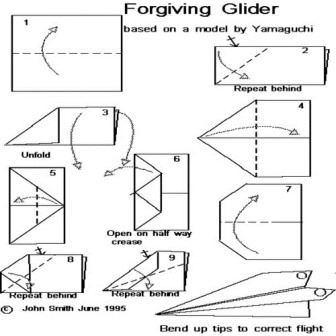 Forgiving Glider
based on a model by Yamaguchi
1
2
Repeat behind
3
Unfold
4
5
6
Open on half way
crease
7
8
Repeat behind
9
Repeat behind
© John Smith June 1995
Bend up tips to correct flight